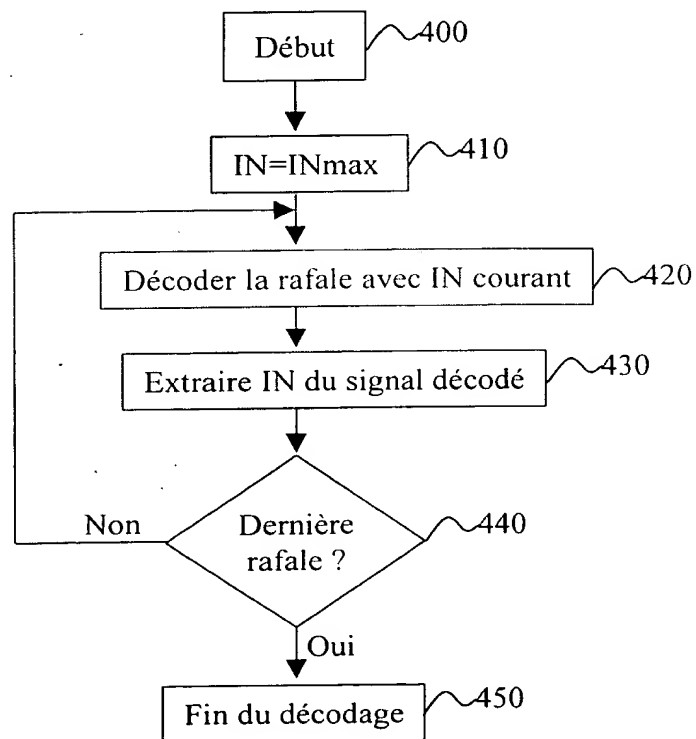 Début 400
IN=INmax 410
Décoder la rafale avec IN courant 420
Extraire IN du signal décodé 430
Non
Dernière
rafale ?
440
Oui
Fin du décodage 450